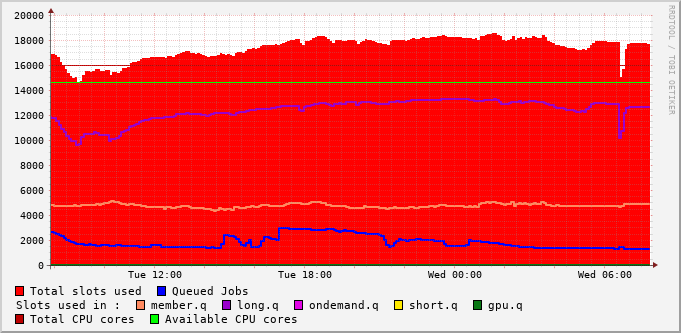 20000
18000
16000
14000
12000
10000
8000
6000
4000
2000
0
Tue 12:00 Tue 18:00 Wed 00:00 Wed 06:00
Total slots used Queued Jobs
Slots used in : member.q long.q ondemand.q short.q gpu.q
Total CPU cores Available CPU cores
RRDTOOL / TOBI OETIKER